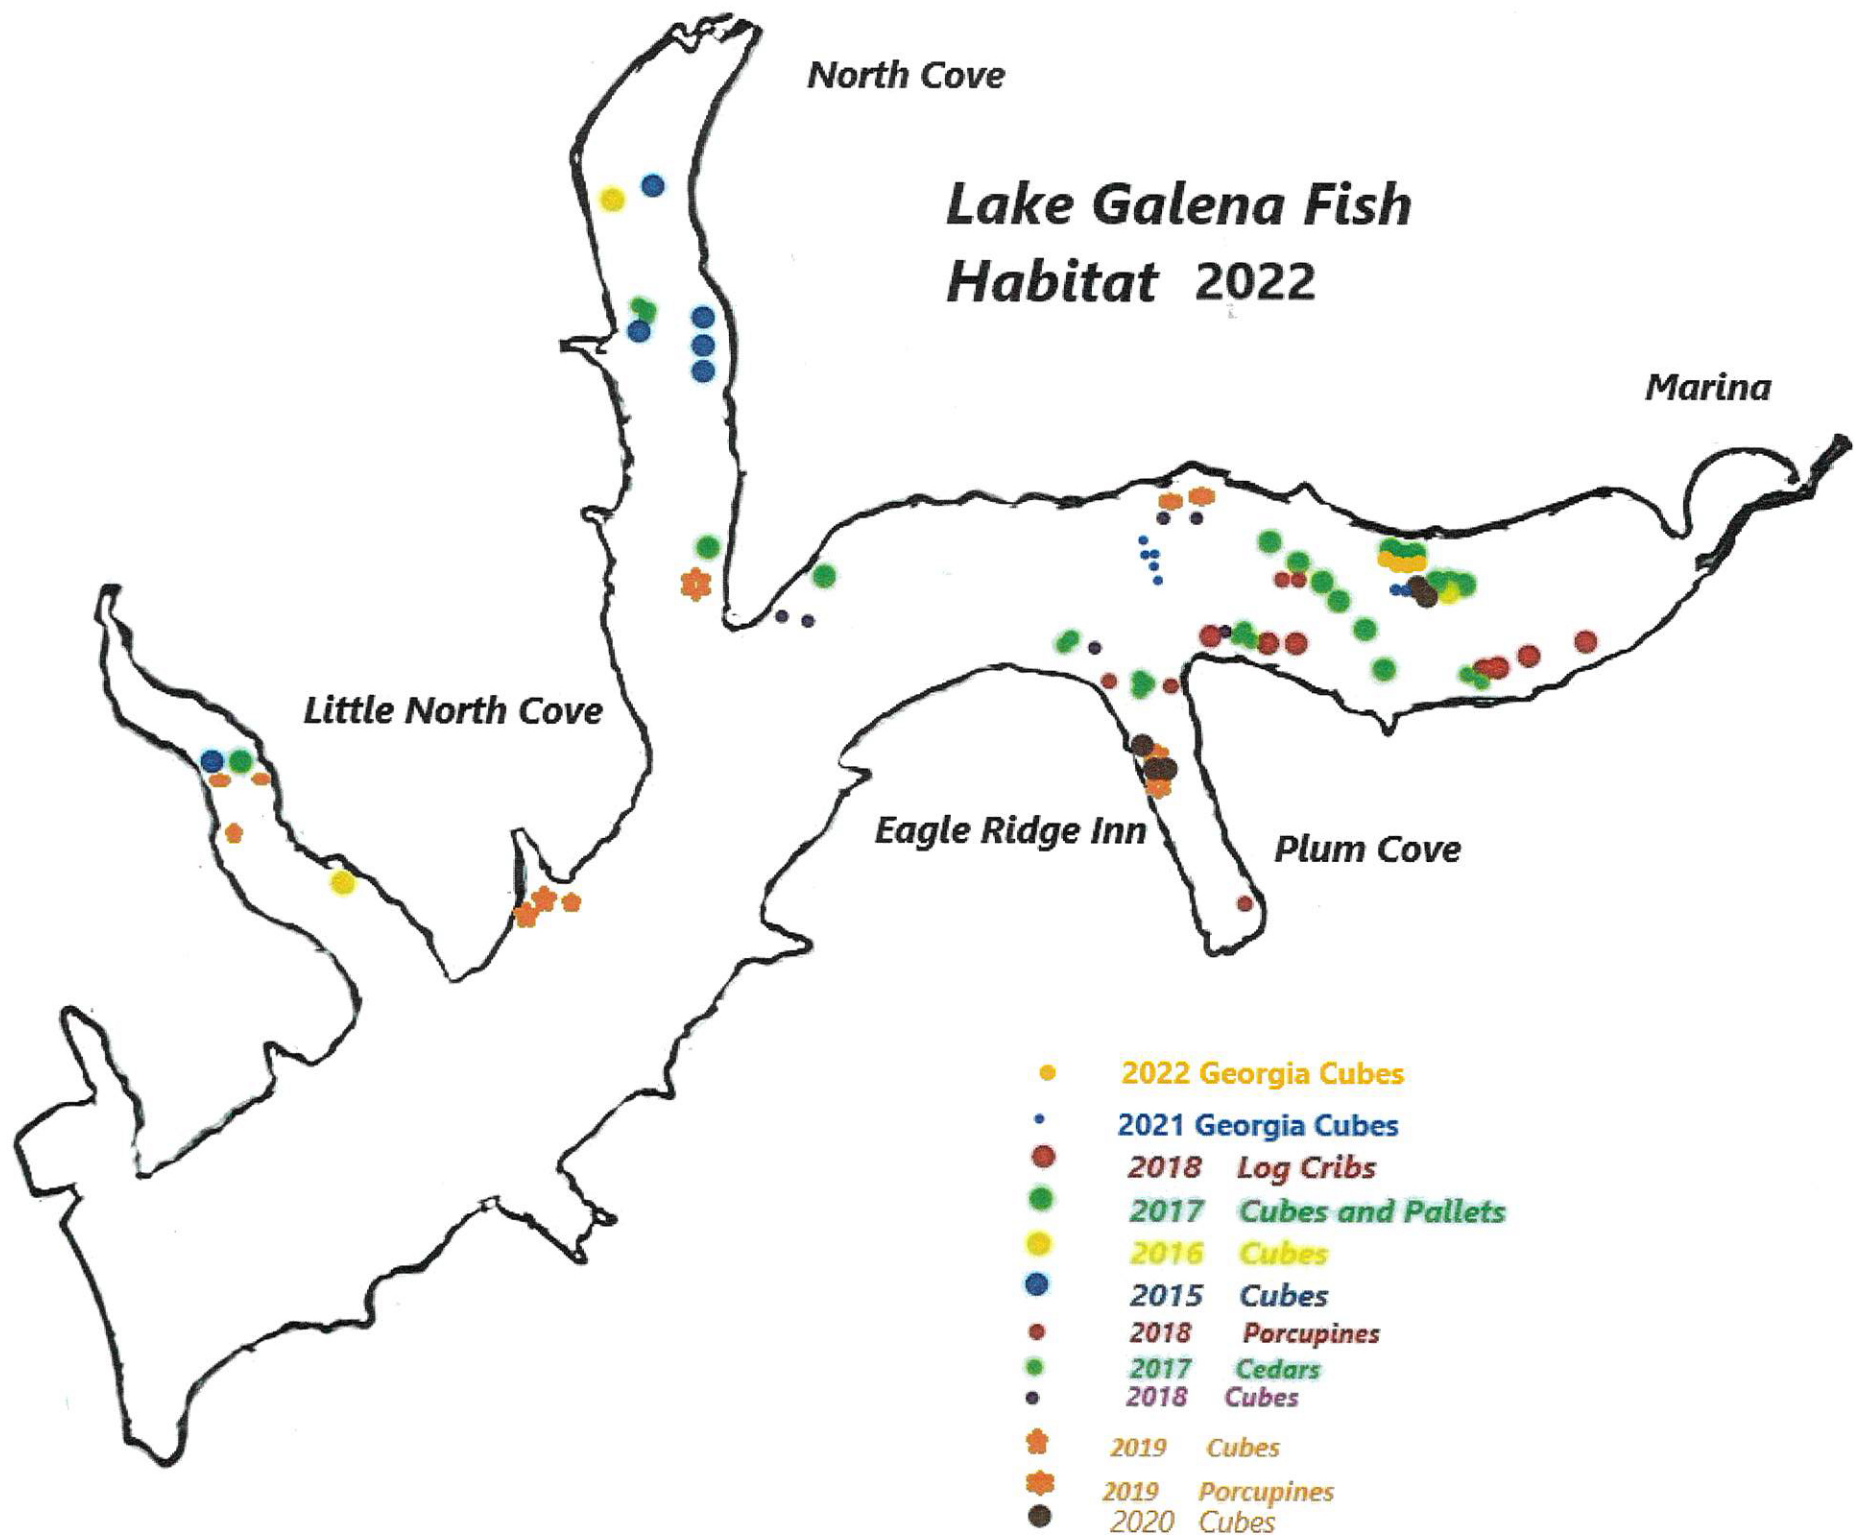 North Cove
Lake Galena Fish
Habitat 2022
Marina
Little North Cove
Eagle Ridge Inn
Plum Cove
2022 Georgia Cubes
2021 Georgia Cubes
2018 Log Cribs
2017 Cubes and Pallets
2016 Cubes
2015 Cubes
2018 Porcupines
2017 Cedars
2018 Cubes
2019 Cubes
2019 Porcupines
2020 Cubes